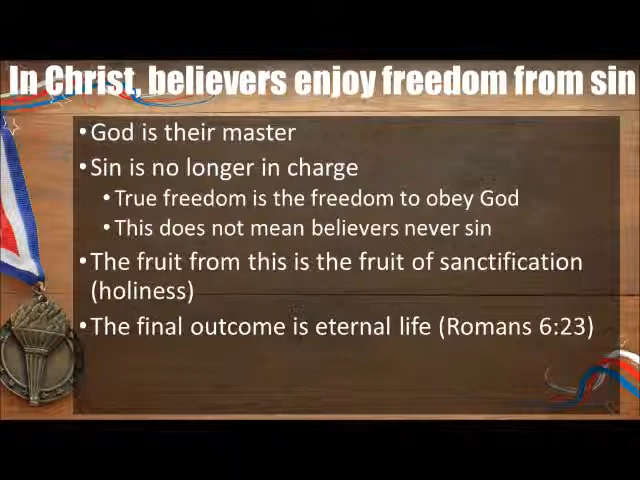 In Christ, believers enjoy freedom from sin
•God is their master
•Sin is no longer in charge
•True freedom is the freedom to obey God
•This does not mean believers never sin
•The fruit from this is the fruit of sanctification
(holiness)
•The final outcome is eternal life (Romans 6:23)